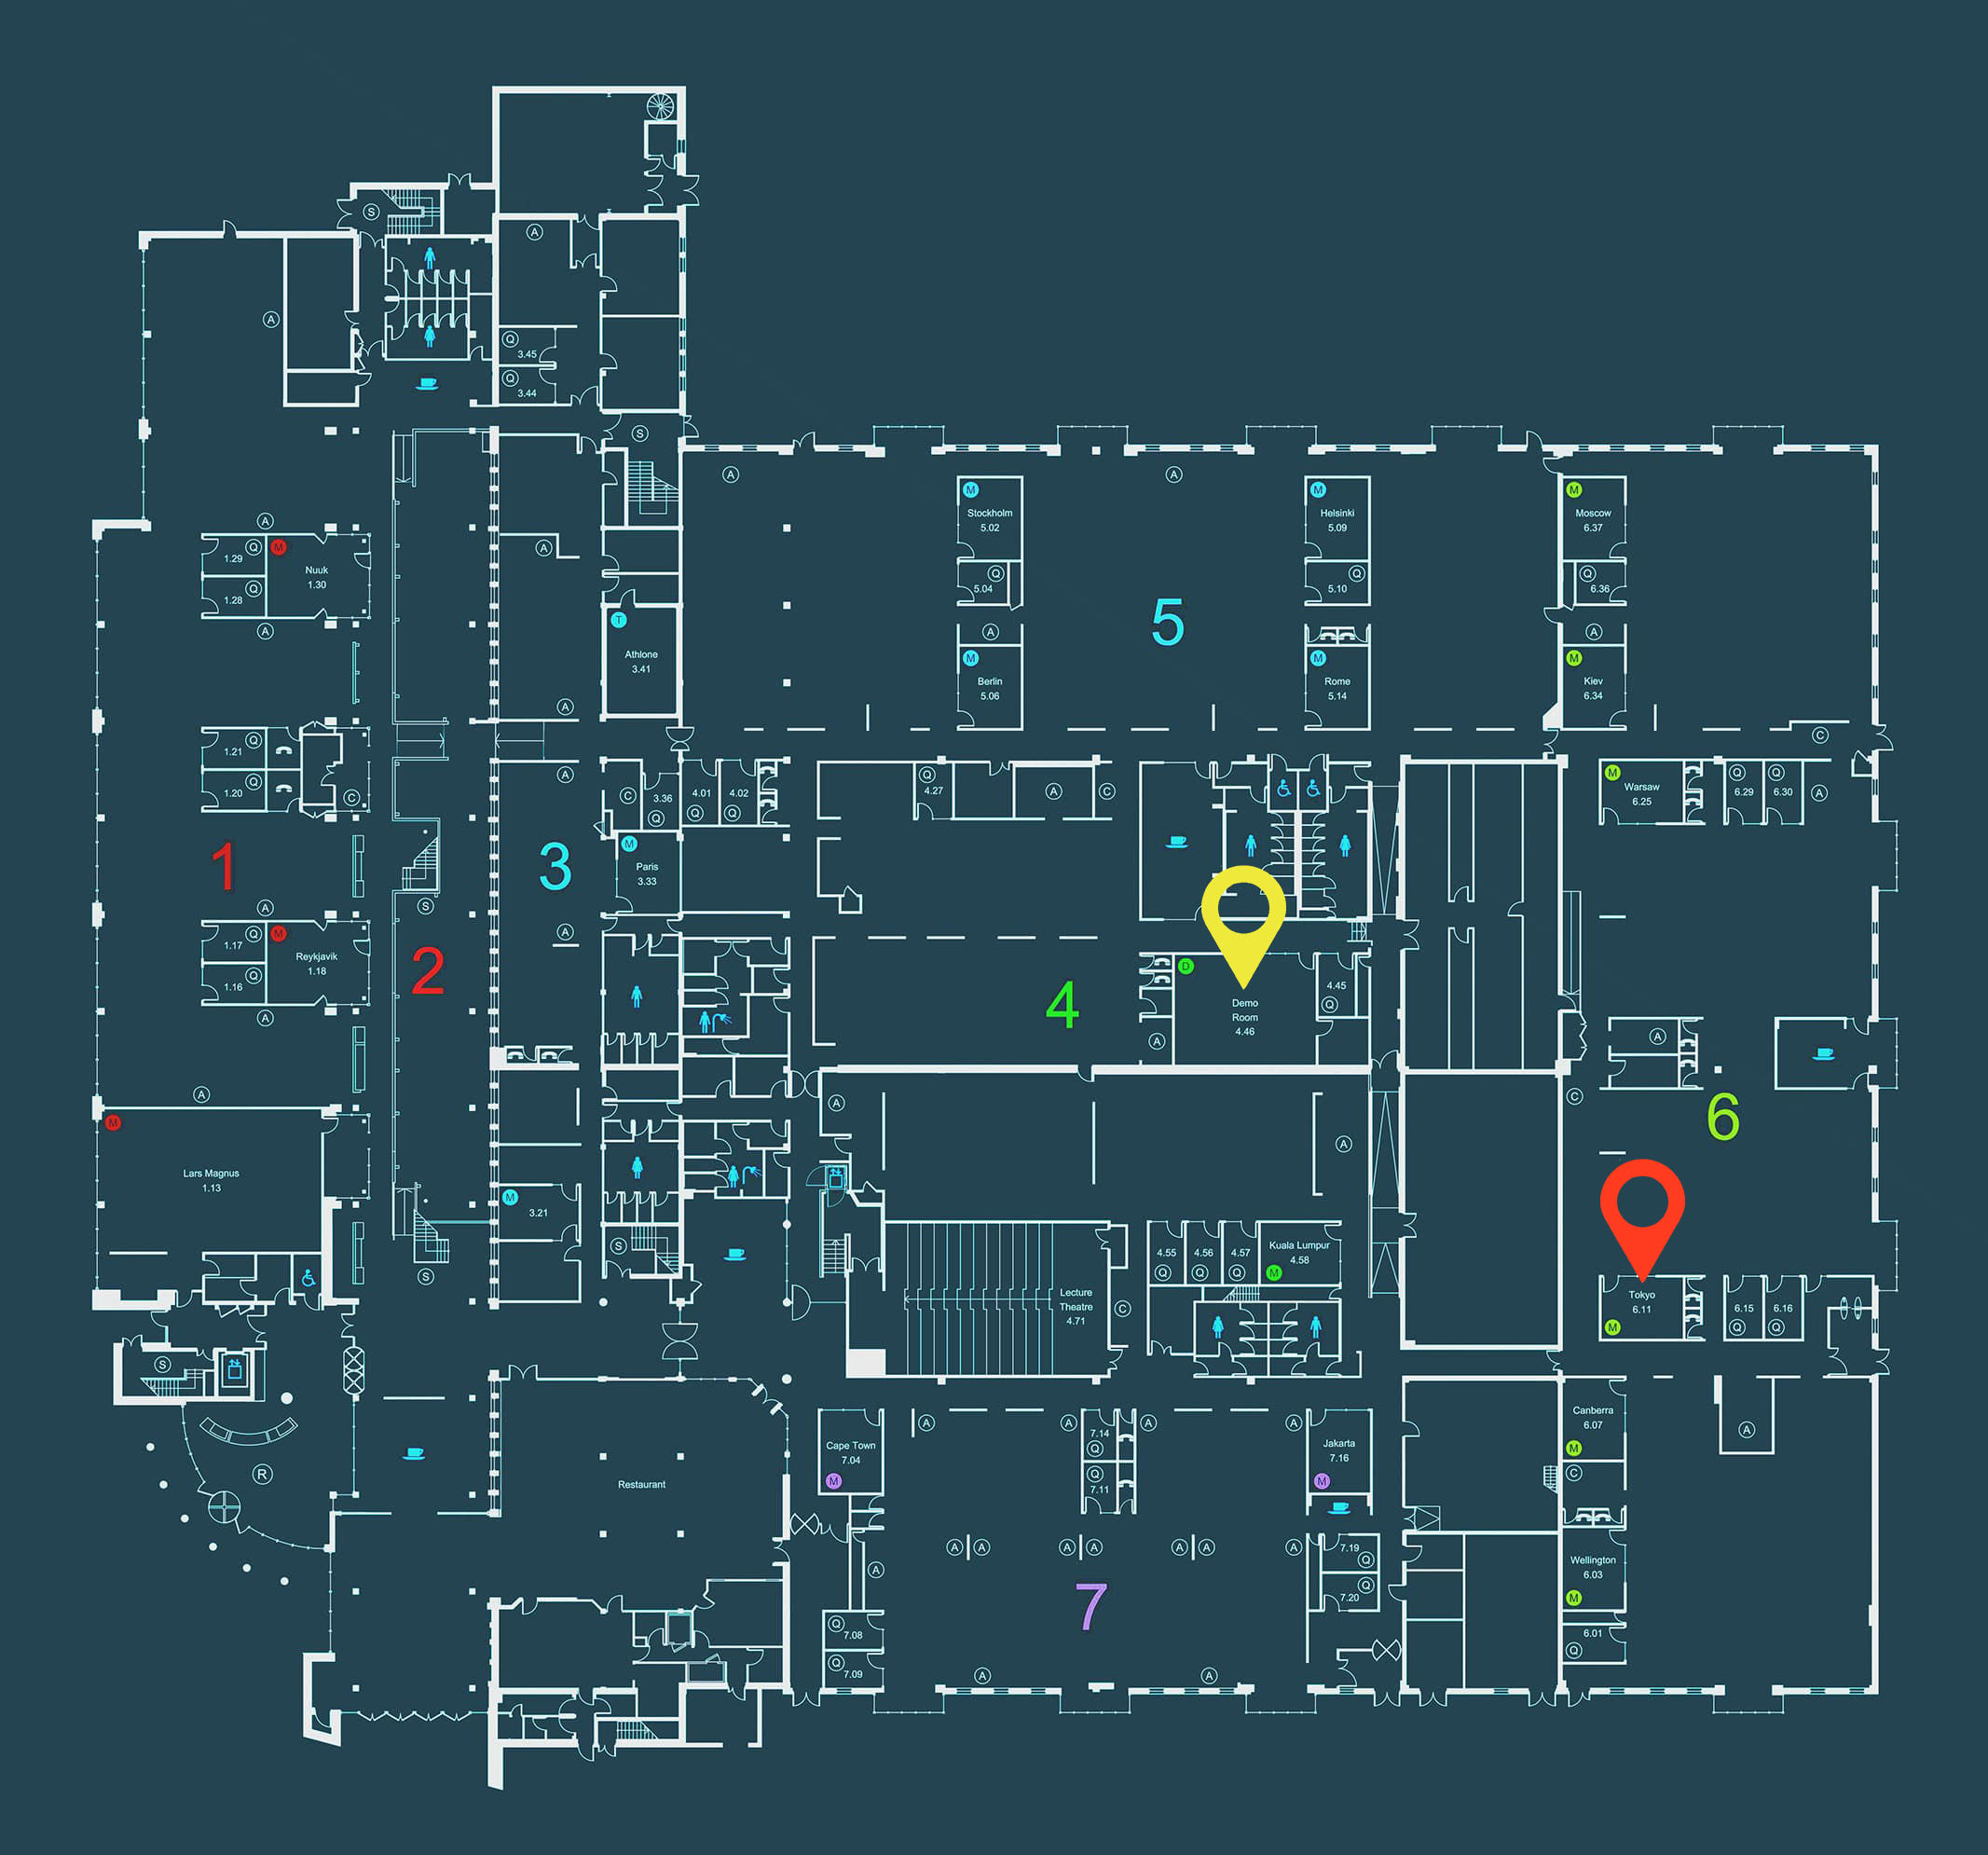 S
A
A
Q
3.45
Q
3.44
S
A
A
M
Stockholm
5.02
M
Helsinki
5.09
M
Moscow
6.37
A
1.29
Q
M
Nuuk
1.30
Q
1.28
A
A
Q
5.04
Q
5.10
Q
6.36
T
Athlone
3.41
5
A
A
M
Berlin
5.06
M
Rome
5.14
M
Kiev
6.34
A
1.21
Q
Q
1.20
C
A
C
3.36
Q
4.01
Q
4.02
Q
Q
4.27
A
C
C
M
Warsaw
6.25
Q
6.29
Q
6.30
A
1
3
M
Paris
3.33
A
S
A
1.17
Q
M
Reykjavik
1.18
Q
1.16
A
2
4
D
Demo
Room
4.46
4.45
Q
A
A
A
M
Lars Magnus
1.13
A
A
C
6
M
3.21
S
S
4.55
Q
4.56
Q
4.57
Q
Kuala Lumpur
4.58
M
Lecture
Theatre
4.71
C
Tokyo
6.11
M
6.15
Q
6.16
Q
S
R
Restaurant
Cape Town
7.04
M
A
A
7.14
Q
Q
7.11
A
A
Jakarta
7.16
M
Canberra
6.07
M
C
A
A
A
A
A
A
A
A
A
7.19
Q
Q
7.20
Wellington
6.03
M
6.01
Q
7
Q
7.08
Q
7.09
A
A